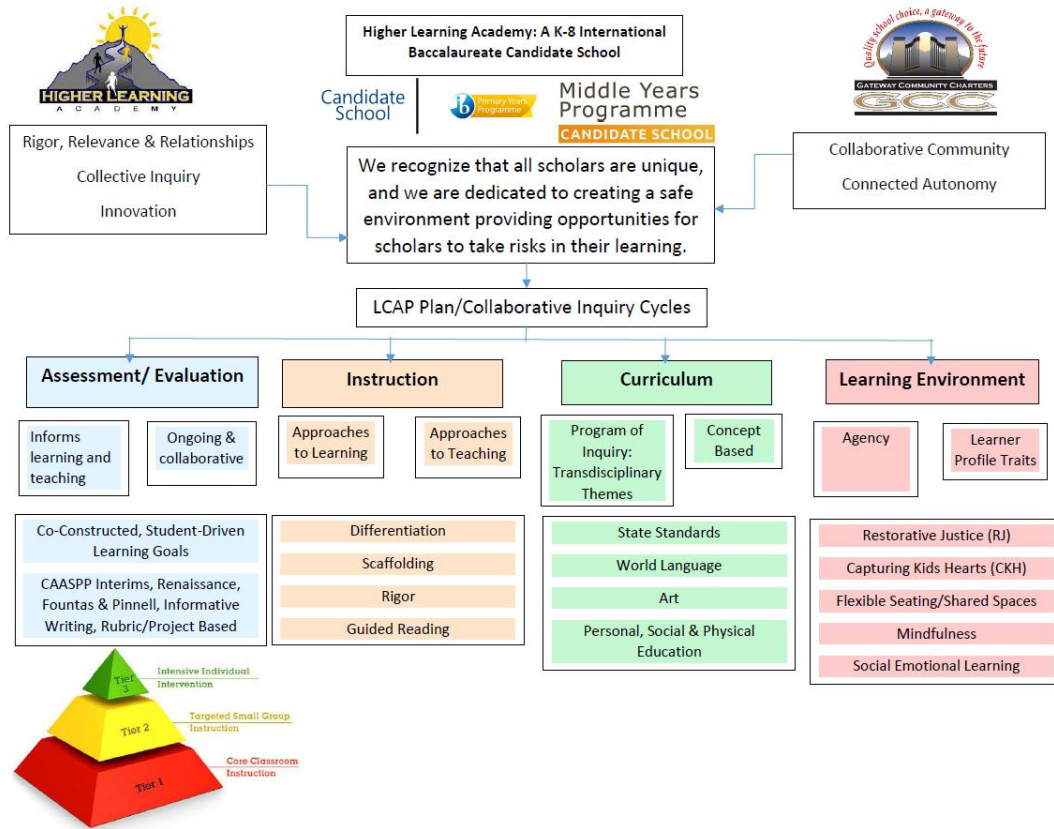 HIGHER LEARNING
ACADEMY
Higher Learning Academy: A K-8 International
Baccalaureate Candidate School
Candidate
School
ib
Primary Years
Programme
Middle Years
Programme
CANDIDATE SCHOOL
Quality school choice, a gateway to the future
GATEWAY COMMUNITY CHARTERS
GCC
Rigor, Relevance & Relationships
Collective Inquiry
Innovation
We recognize that all scholars are unique,
and we are dedicated to creating a safe
environment providing opportunities for
scholars to take risks in their learning.
Collaborative Community
Connected Autonomy
LCAP Plan/Collaborative Inquiry Cycles
Assessment/ Evaluation
Informs
learning and
teaching
Ongoing &
collaborative
Co-Constructed, Student-Driven
Learning Goals
CAASPP Interims, Renaissance,
Fountas & Pinnell, Informative
Writing, Rubric/Project Based
Instruction
Approaches
to Learning
Approaches
to Teaching
Differentiation
Scaffolding
Rigor
Guided Reading
Curriculum
Program of
Inquiry:
Transdisciplinary
Themes
Concept
Based
State Standards
World Language
Art
Personal, Social & Physical
Education
Learning Environment
Agency
Learner
Profile Traits
Restorative Justice (RJ)
Capturing Kids Hearts (CKH)
Flexible Seating/Shared Spaces
Mindfulness
Social Emotional Learning
Tier
3
Intensive Individual
Intervention
Tier 2
Targeted Small Group
Instruction
Tier 1
Core Classroom
Instruction